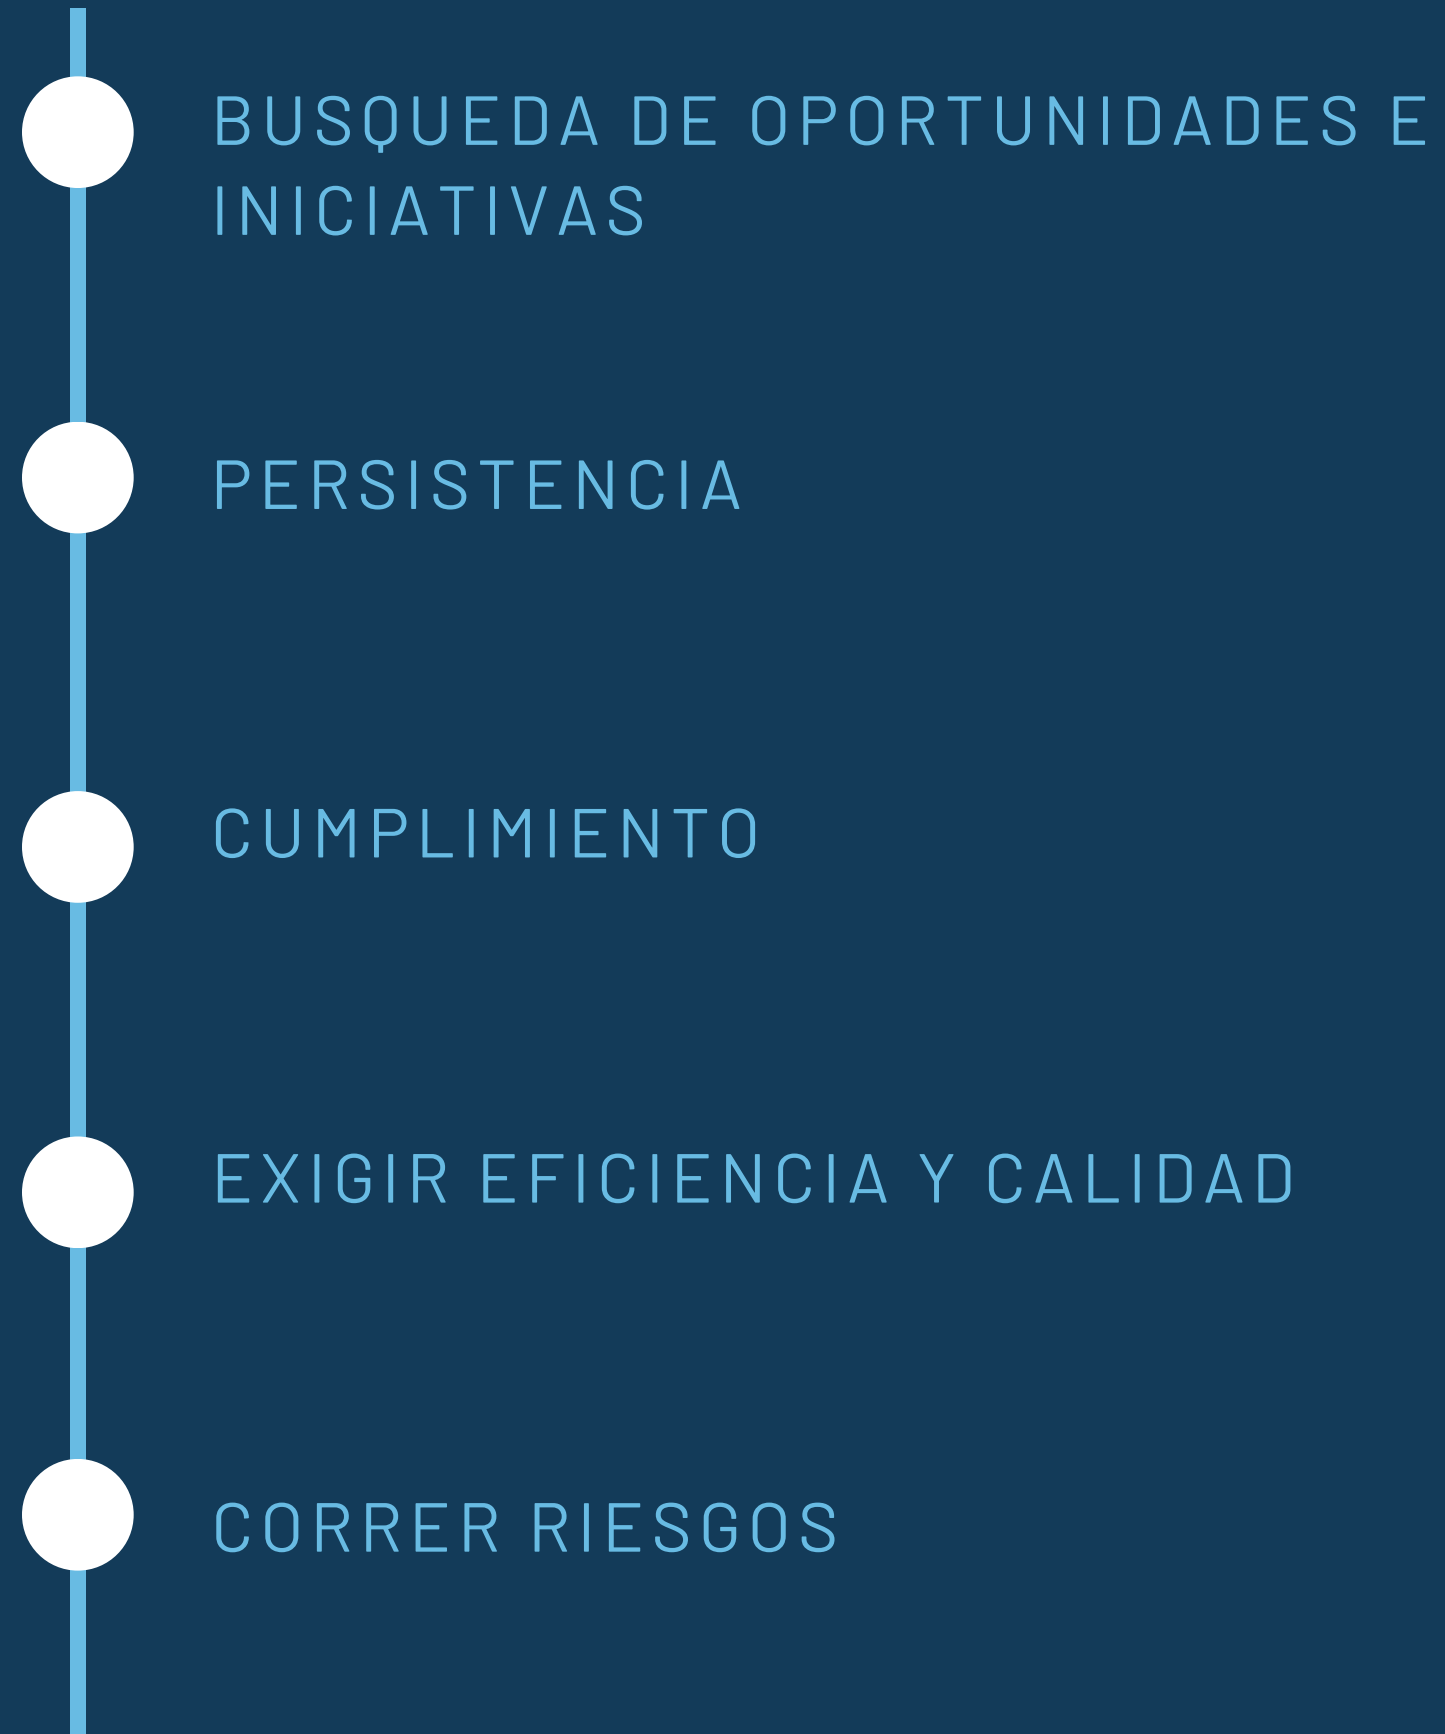 BUSQUEDA DE OPORTUNIDADES E
INICIATIVAS
PERSISTENCIA
CUMPLIMIENTO
EXIGIR EFICIENCIA Y CALIDAD
CORRER RIESGOS